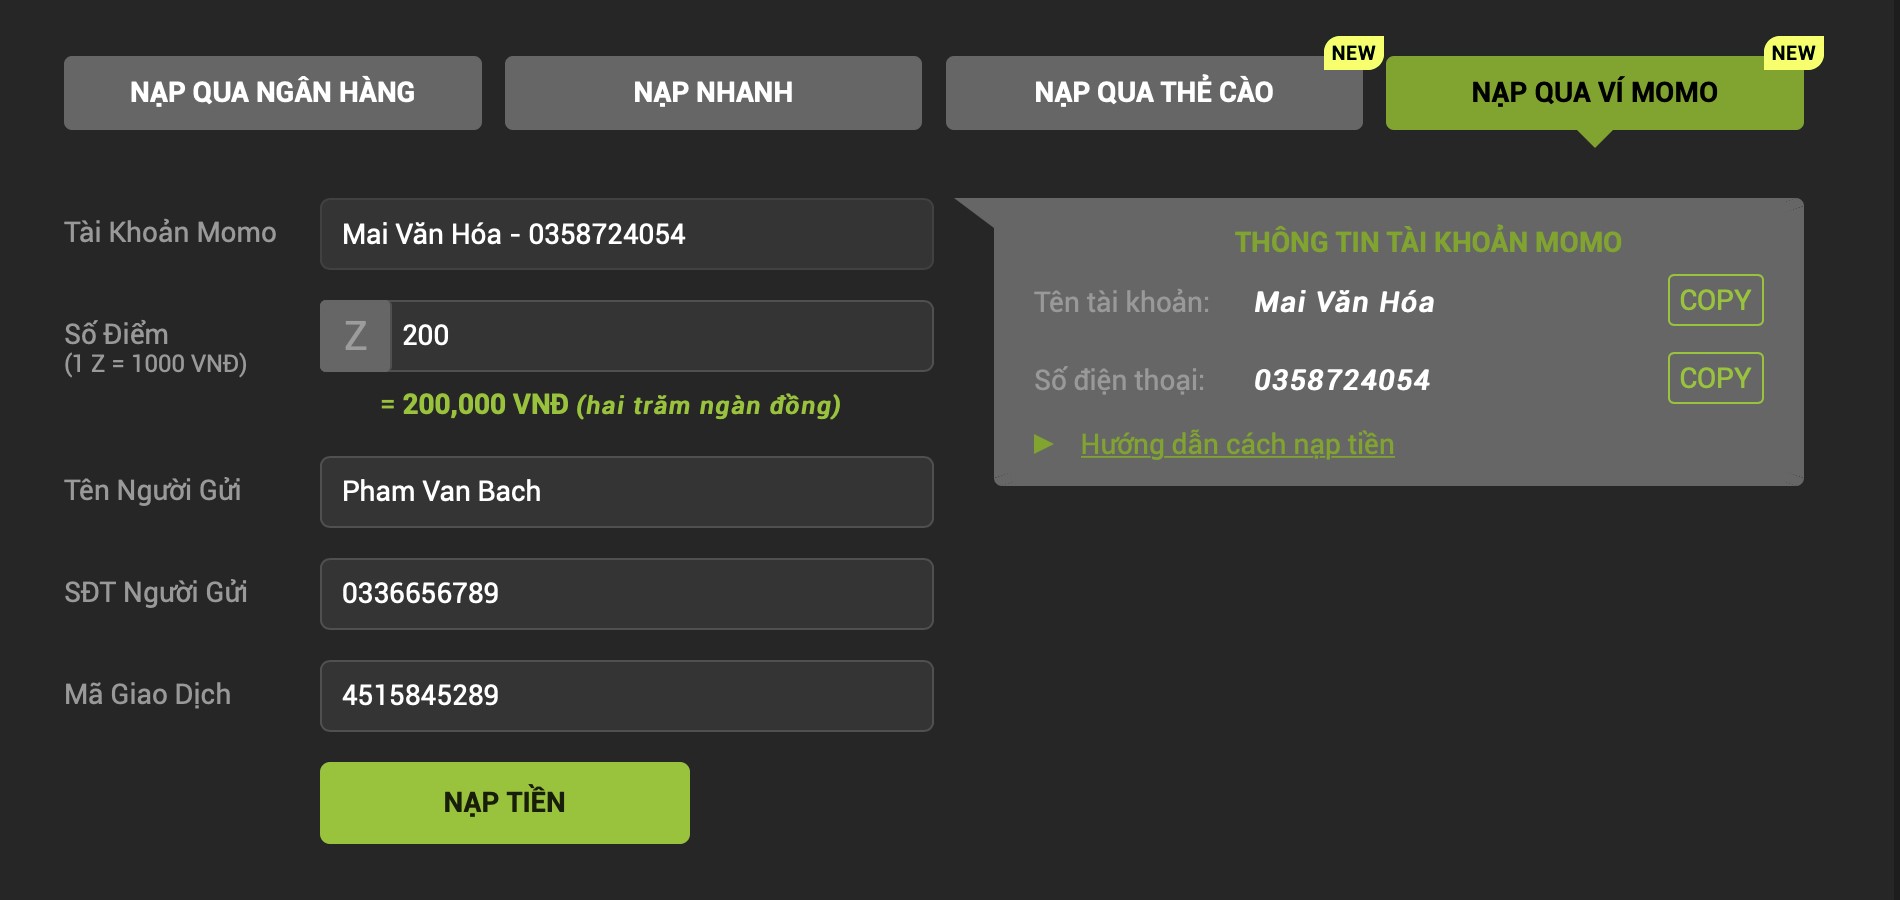 NẠP QUA NGÂN HÀNG
NẠP NHANH
NẠP QUA THẺ CÀO
NEW
NẠP QUA VÍ MOMO
NEW
Tài Khoản Momo
Mai Văn Hóa - 0358724054
Số Điểm
(1 Z = 1000 VNĐ)
Z
200
= 200,000 VNĐ (hai trăm ngàn đồng)
Tên Người Gửi
Pham Van Bach
SĐT Người Gửi
0336656789
Mã Giao Dịch
4515845289
NẠP TIỀN
THÔNG TIN TÀI KHOẢN MOMO
Tên tài khoản: Mai Văn Hóa
COPY
Số điện thoại: 0358724054
COPY
Hướng dẫn cách nạp tiền